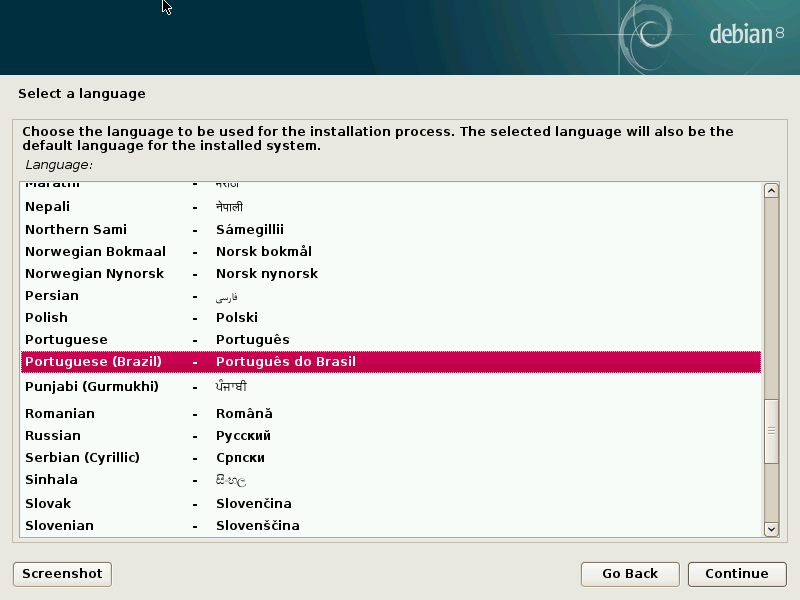 debian 8
Select a language
Choose the language to be used for the installation process. The selected language will also be the
default language for the installed system.
Language:
Marathi - मराठी
Nepali - नेपाली
Northern Sami - Sámegillii
Norwegian Bokmaal - Norsk bokmål
Norwegian Nynorsk - Norsk nynorsk
Persian - فارسی
Polish - Polski
Portuguese - Português
Portuguese (Brazil) - Português do Brasil
Punjabi (Gurmukhi) - ਪੰਜਾਬੀ
Romanian - Română
Russian - Русский
Serbian (Cyrillic) - Српски
Sinhala - සිංහල
Slovak - Slovenčina
Slovenian - Slovenščina
Screenshot Go Back Continue